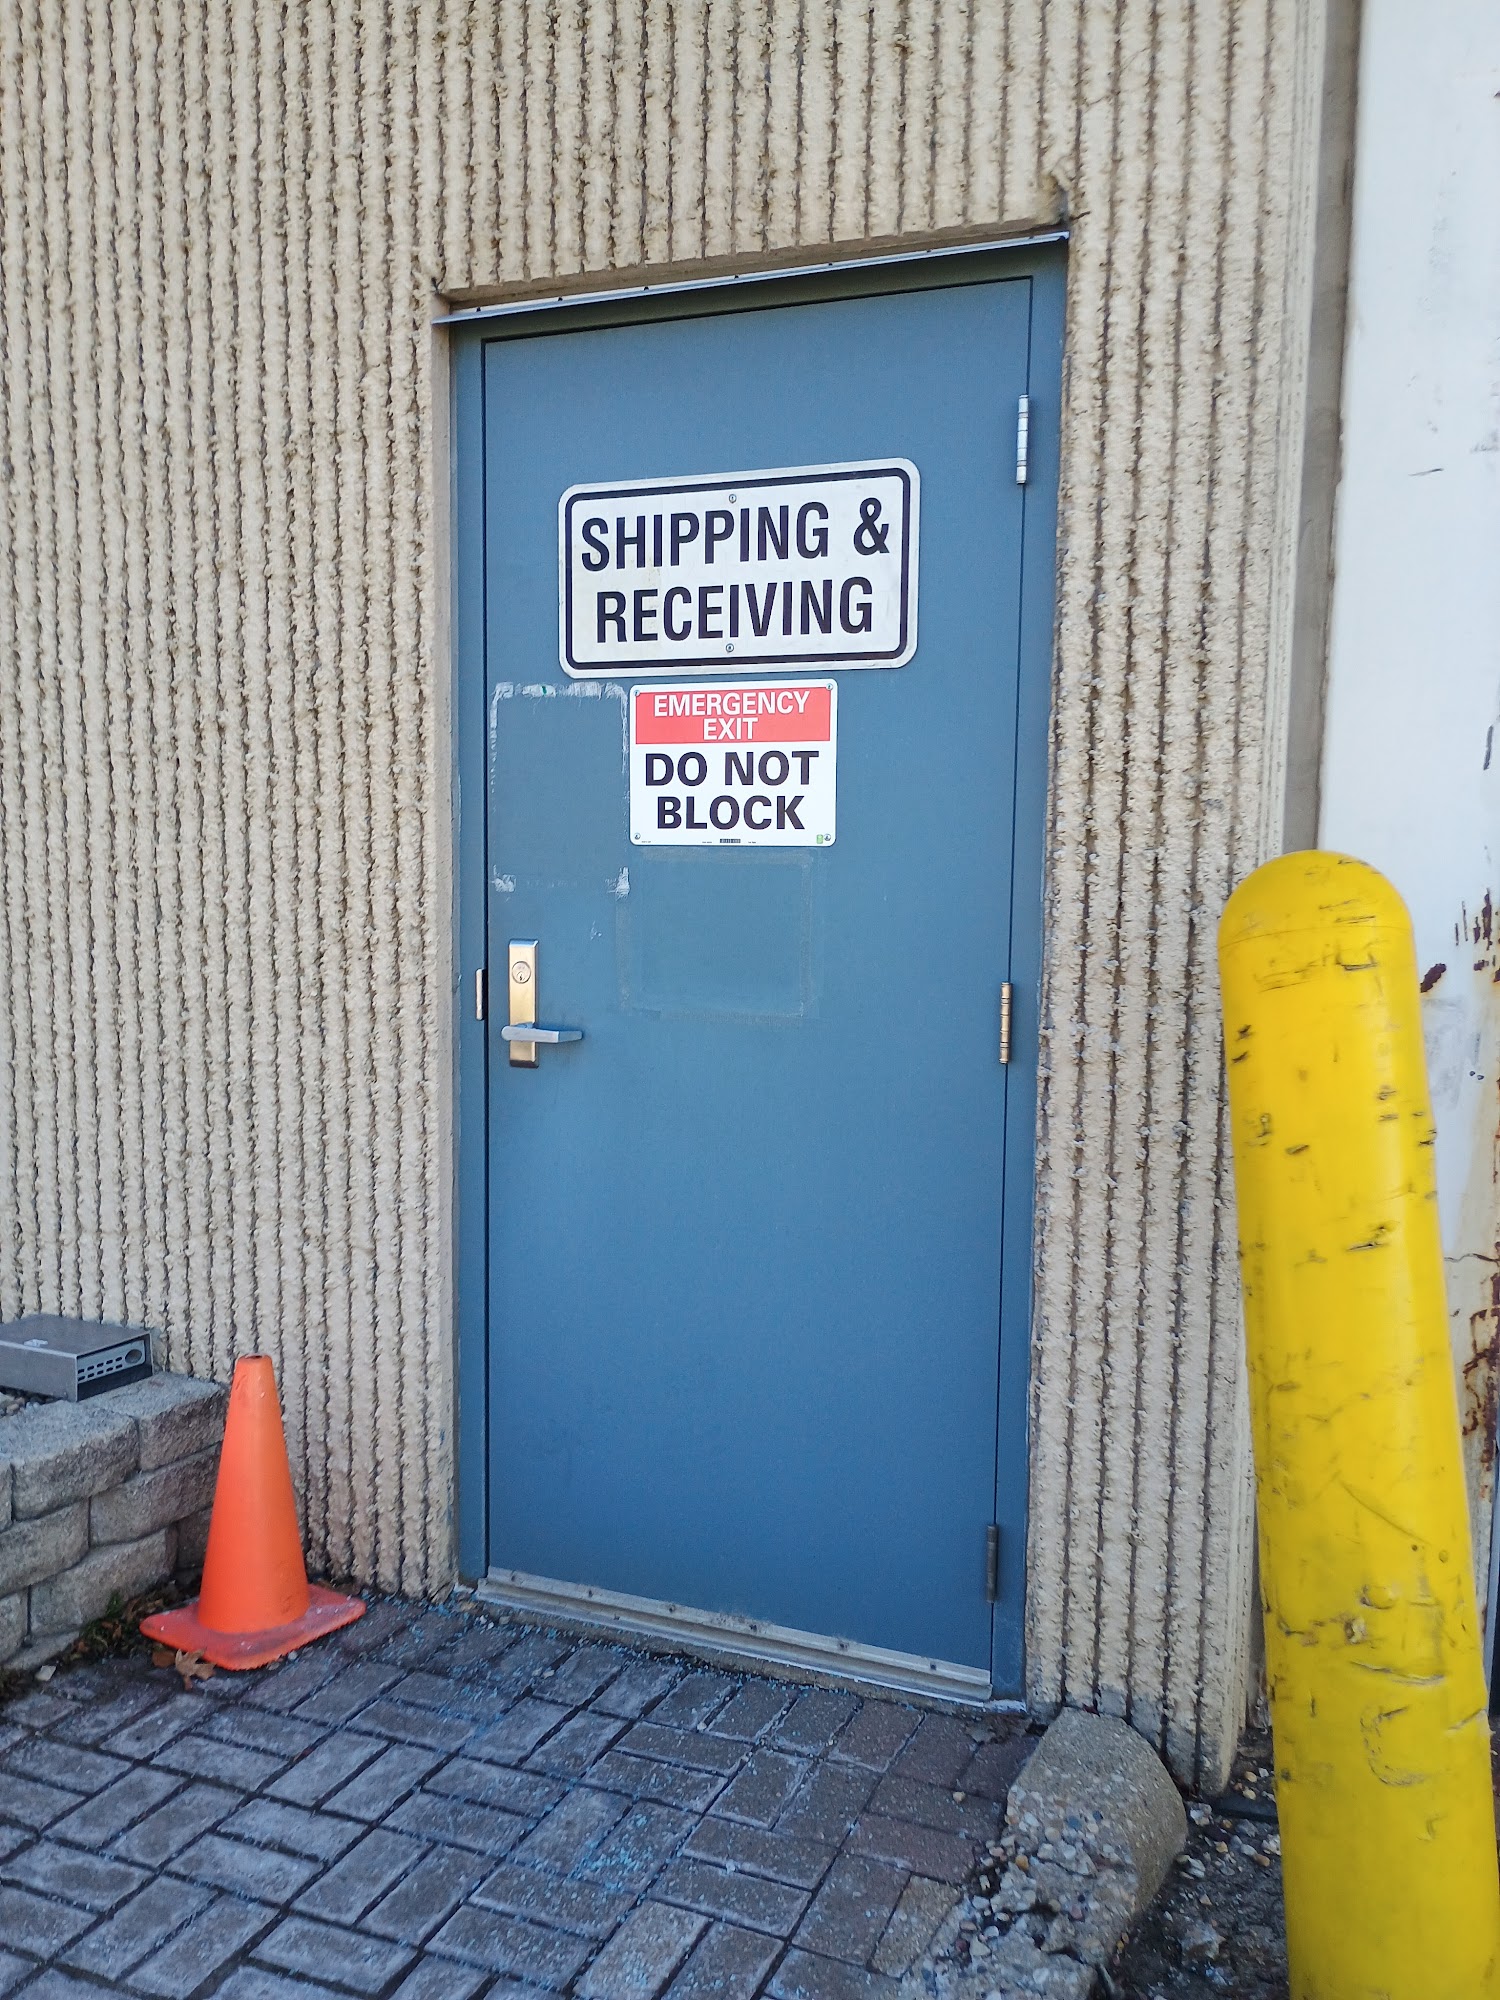 SHIPPING &
RECEIVING
EMERGENCY
EXIT
DO NOT
BLOCK